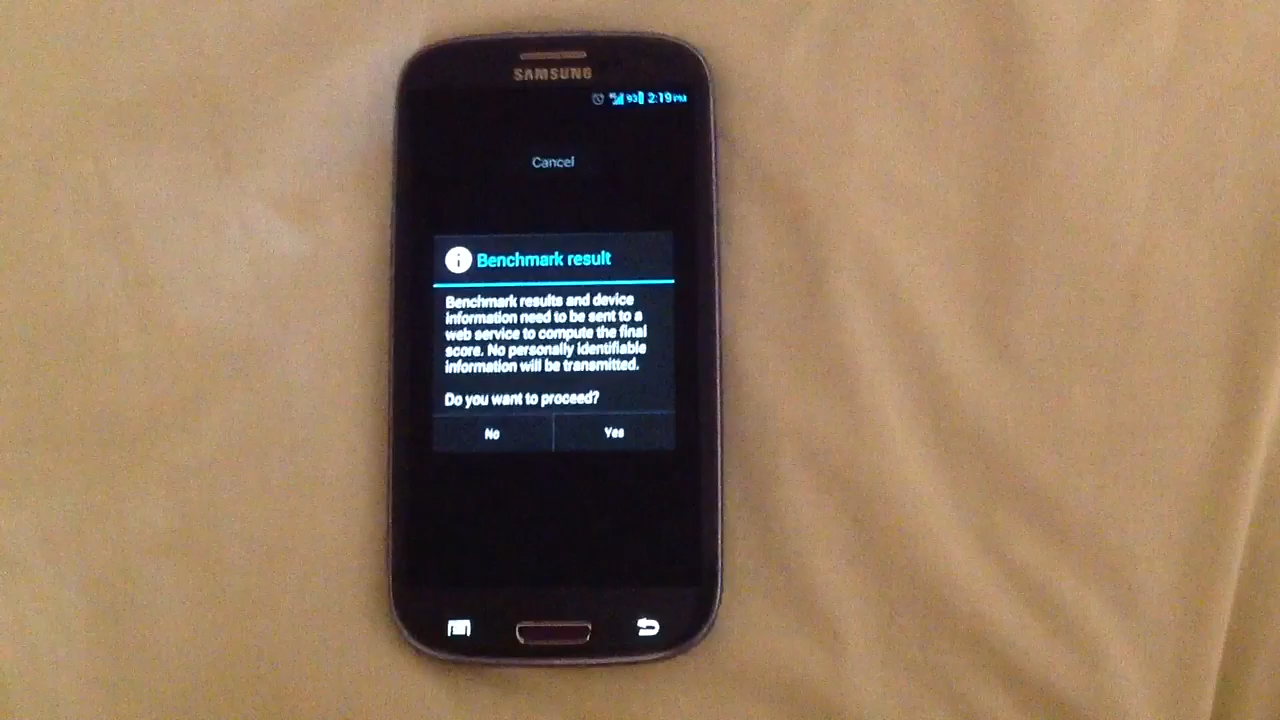 SAMSUNG
93 2:19 PM
Cancel
Benchmark result
Benchmark results and device
information need to be sent to a
web service to compute the final
score. No personally identifiable
information will be transmitted.
Do you want to proceed?
No Yes